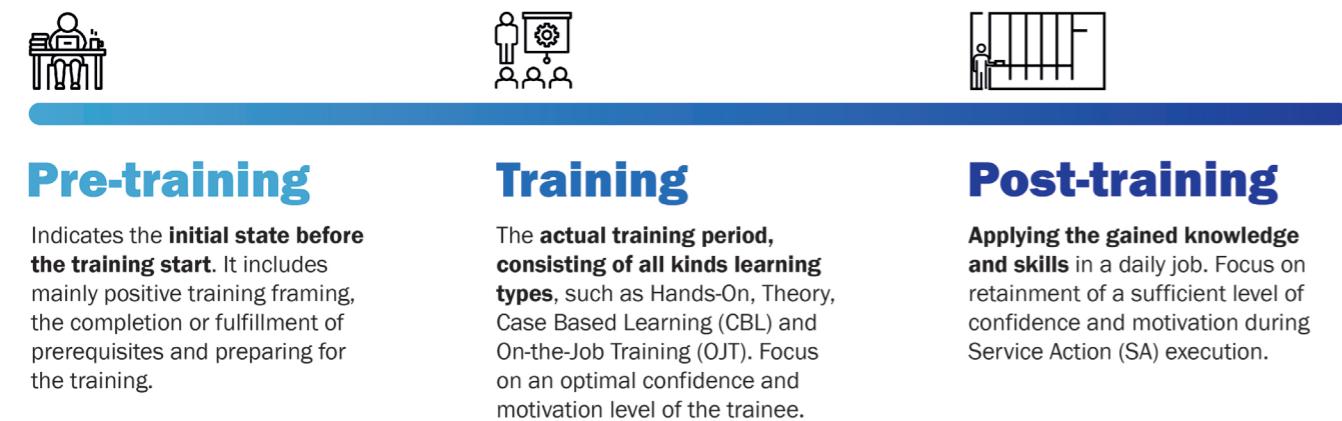 Pre-training
Indicates the initial state before
the training start. It includes
mainly positive training framing,
the completion or fulfillment of
prerequisites and preparing for
the training.
Training
The actual training period,
consisting of all kinds learning
types, such as Hands-On, Theory,
Case Based Learning (CBL) and
On-the-Job Training (OJT). Focus
on an optimal confidence and
motivation level of the trainee.
Post-training
Applying the gained knowledge
and skills in a daily job. Focus on
retainment of a sufficient level of
confidence and motivation during
Service Action (SA) execution.